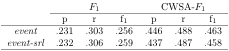 F₁ CWSA-F₁
p r f₁ p r f₁
event .231 .303 .256 .446 .488 .463
event-srl .232 .306 .259 .437 .487 .458